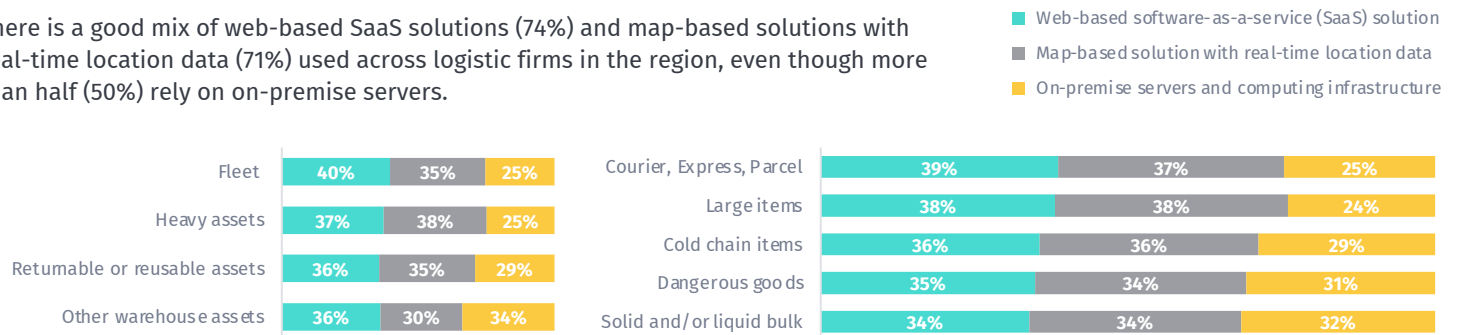 here is a good mix of web-based SaaS solutions (74%) and map-based solutions with
al-time location data (71%) used across logistic firms in the region, even though more
an half (50%) rely on on-premise servers.
Web-based software-as-a-service (SaaS) solution
Map-based solution with real-time location data
On-premise servers and computing infrastructure
Fleet 40% 35% 25%
Heavy assets 37% 38% 25%
Returnable or reusable assets 36% 35% 29%
Other warehouse assets 36% 30% 34%
Courier, Express, Parcel 39% 37% 25%
Large items 38% 38% 24%
Cold chain items 36% 36% 29%
Dangerous goods 35% 34% 31%
Solid and/or liquid bulk 34% 34% 32%